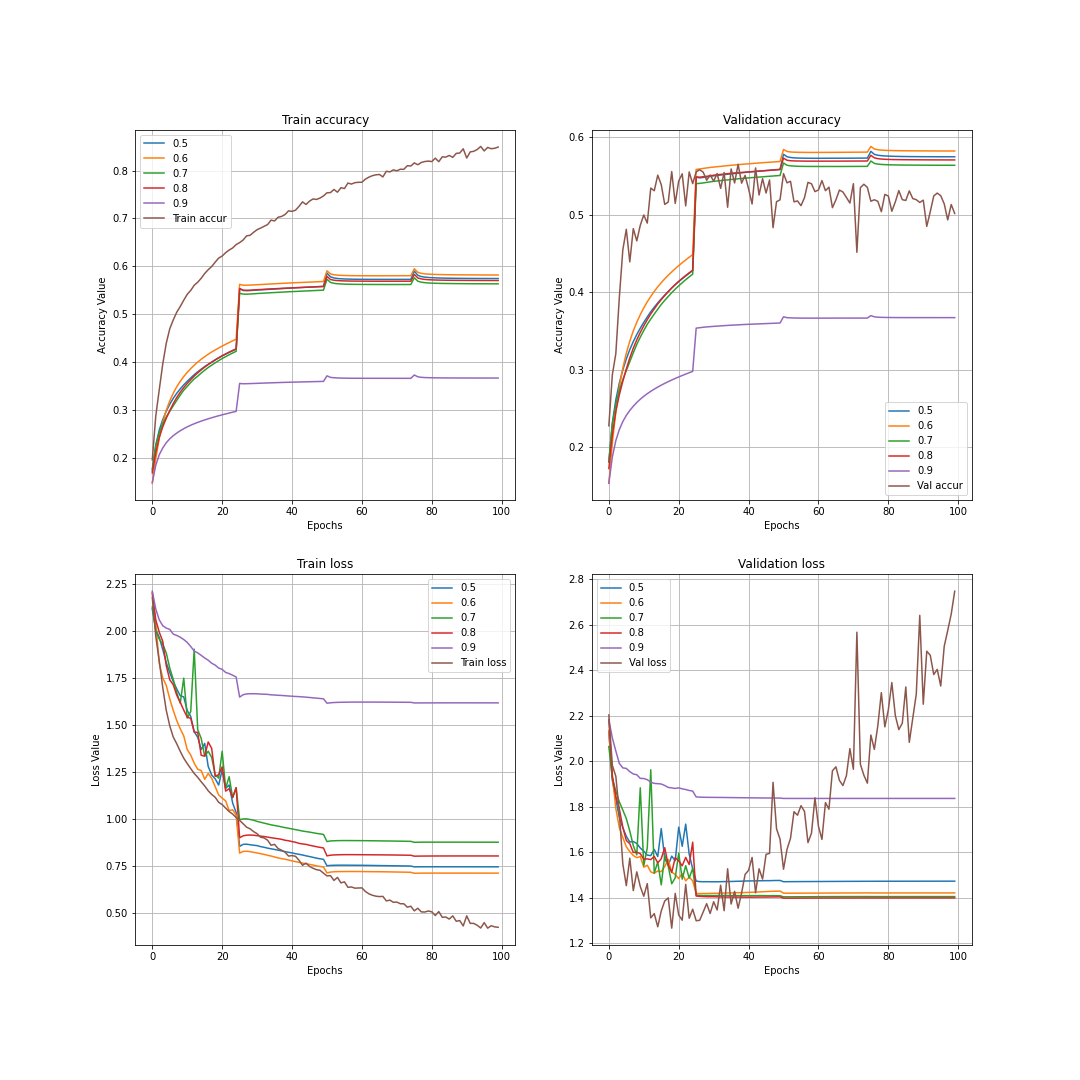 Train accuracy
0.5
0.6
0.7
0.8
0.9
Train accur
0.8
0.7
0.6
0.5
0.4
0.3
0.2
Accuracy Value
0 20 40 60 80 100
Epochs
Validation accuracy
0.6
0.5
0.4
0.3
0.2
Accuracy Value
0.5
0.6
0.7
0.8
0.9
Val accur
0 20 40 60 80 100
Epochs
Train loss
2.25
2.00
1.75
1.50
1.25
1.00
0.75
0.50
Loss Value
0.5
0.6
0.7
0.8
0.9
Train loss
0 20 40 60 80 100
Epochs
Validation loss
2.8
2.6
2.4
2.2
2.0
1.8
1.6
1.4
1.2
Loss Value
0.5
0.6
0.7
0.8
0.9
Val loss
0 20 40 60 80 100
Epochs